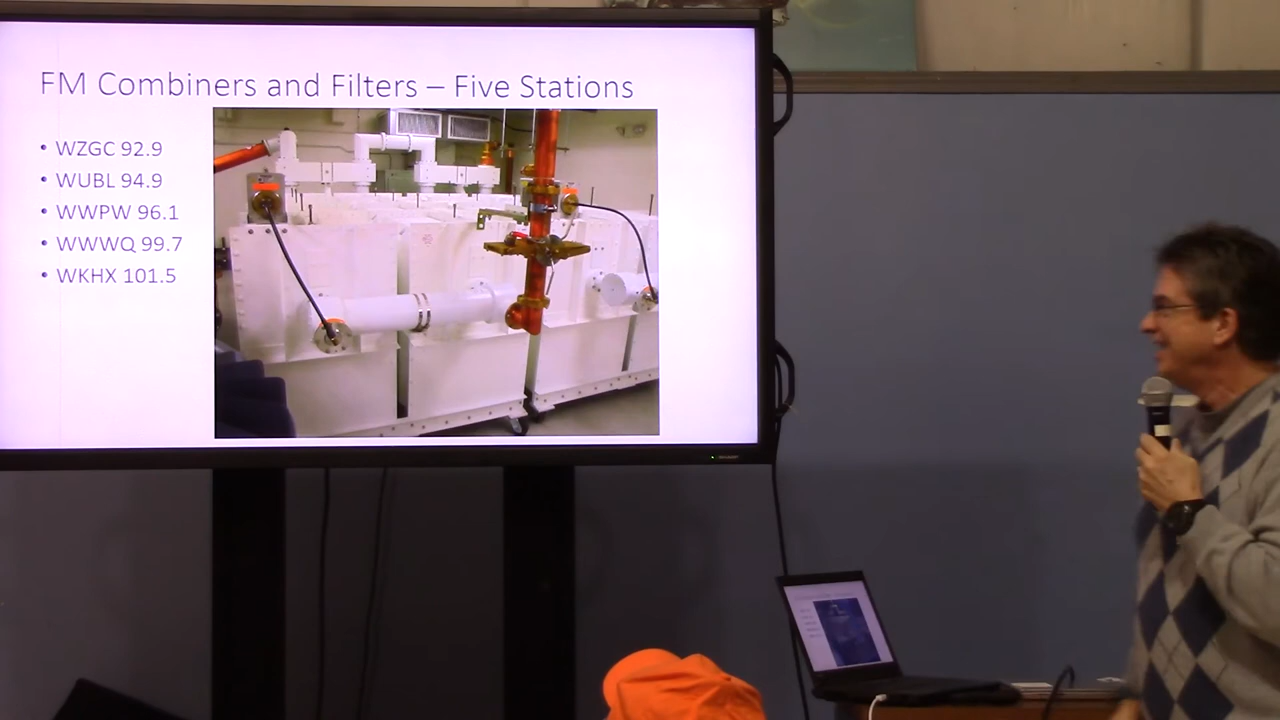 FM Combiners and Filters – Five Stations
• WZGC 92.9
• WUBL 94.9
• WWPW 96.1
• WWWQ 99.7
• WKHX 101.5